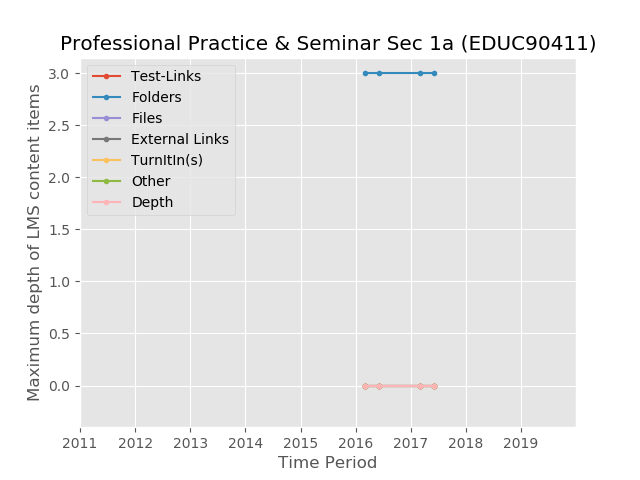 Professional Practice & Seminar Sec 1a (EDUC90411)
Maximum depth of LMS content items
3.0
2.5
2.0
1.5
1.0
0.5
0.0
Test-Links
Folders
Files
External Links
TurnItIn(s)
Other
Depth
2011 2012 2013 2014 2015 2016 2017 2018 2019
Time Period